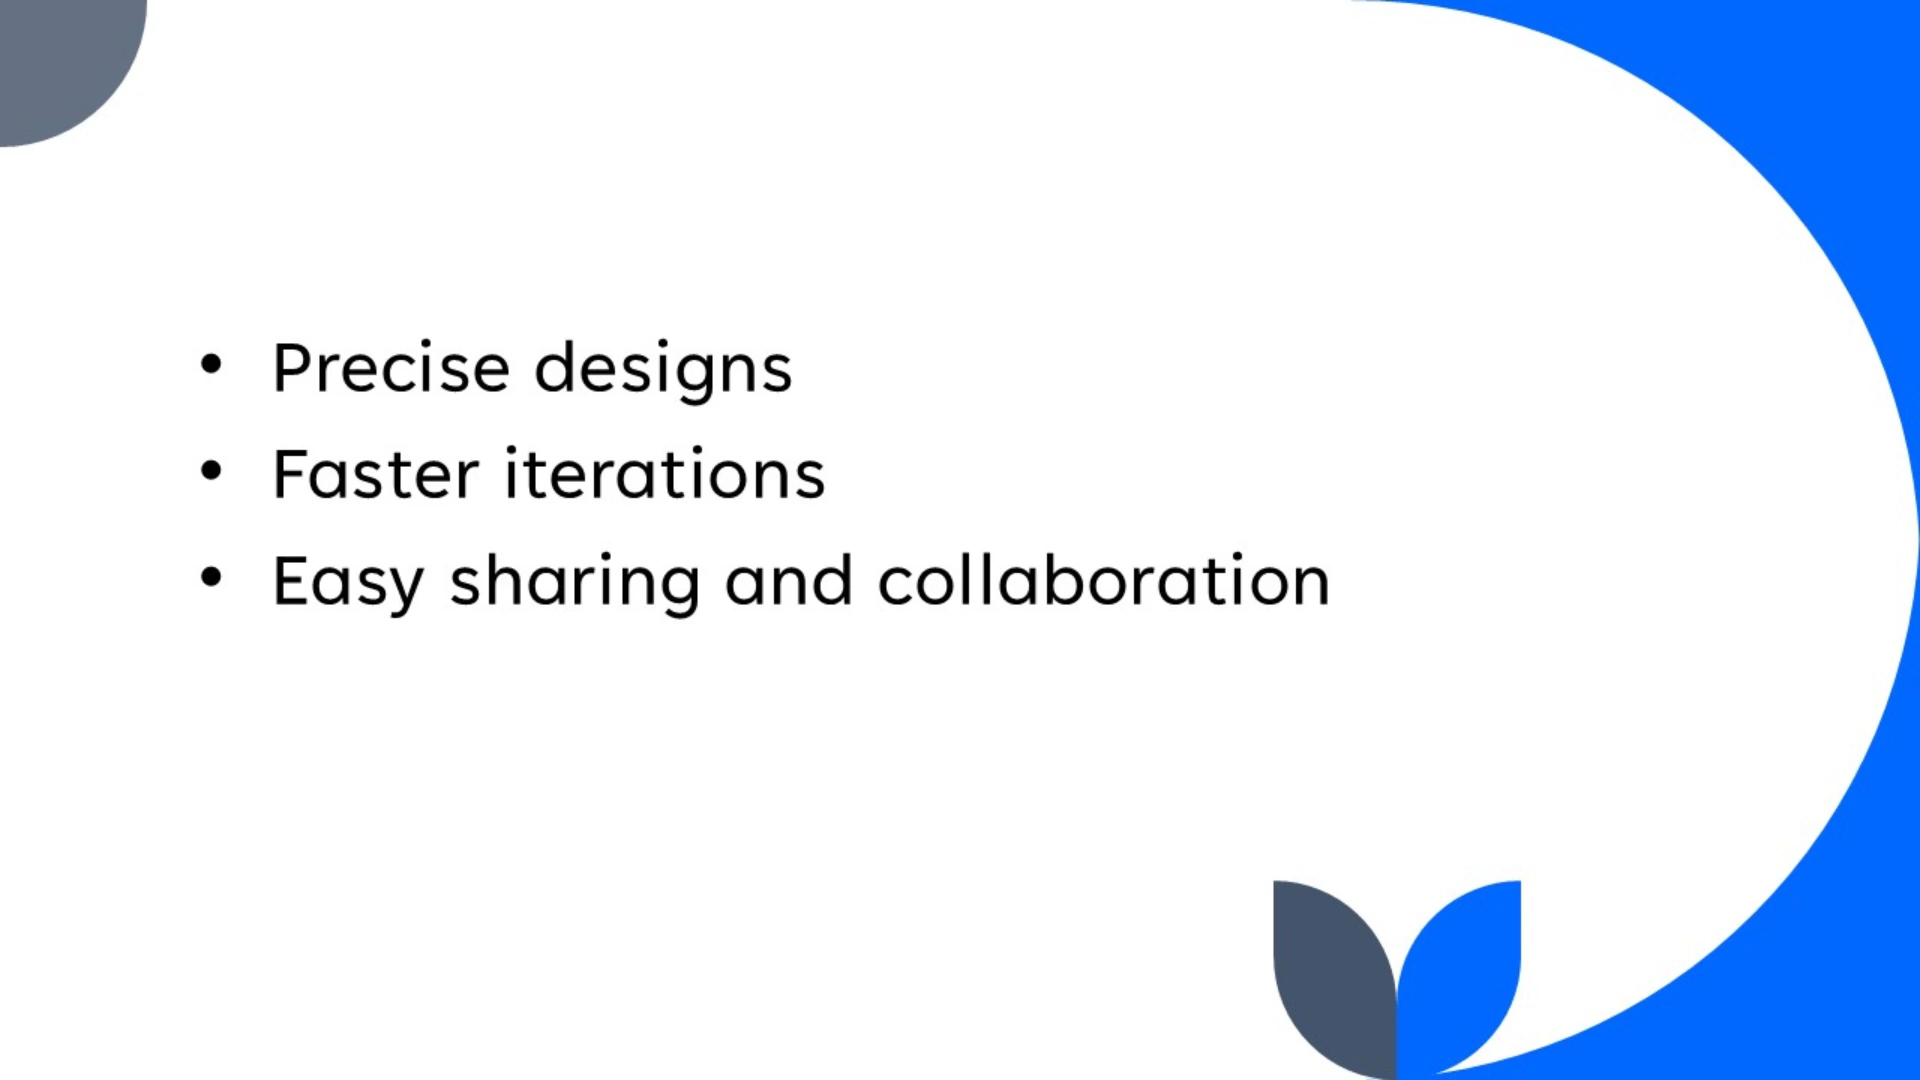 • Precise designs
• Faster iterations
• Easy sharing and collaboration